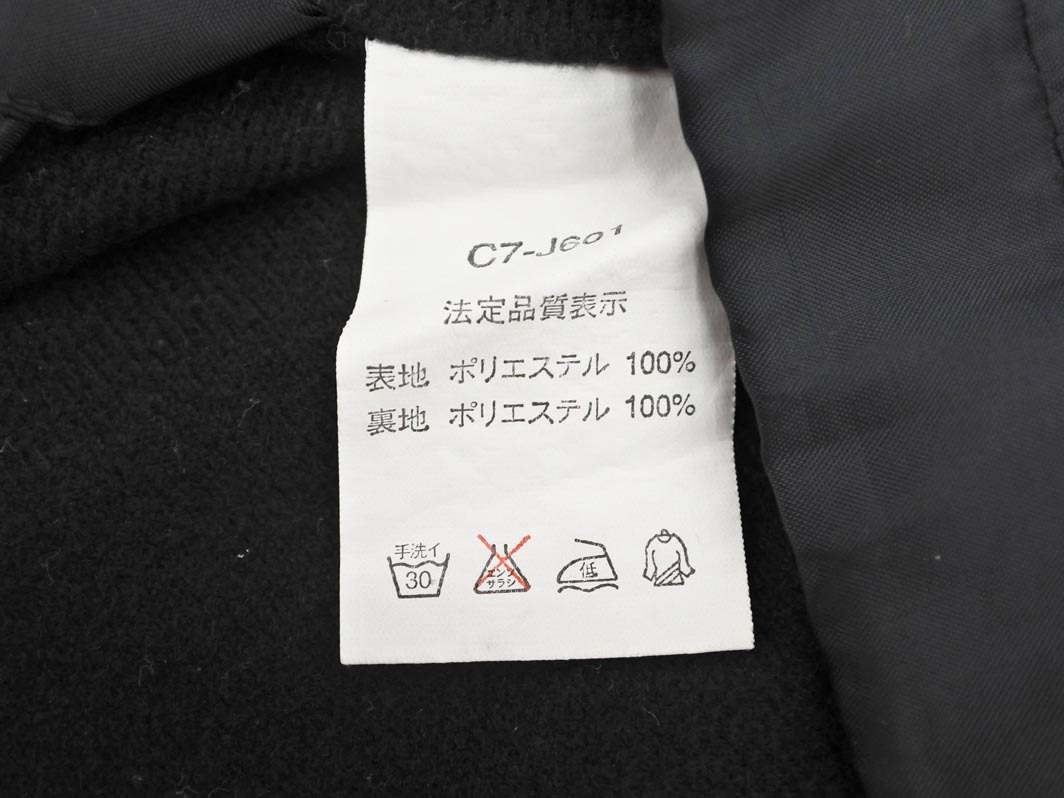 C7-J601
法定品質表示
表地 ポリエステル 100%
裏地 ポリエステル 100%
手洗イ
30
エンソ
サラシ
低